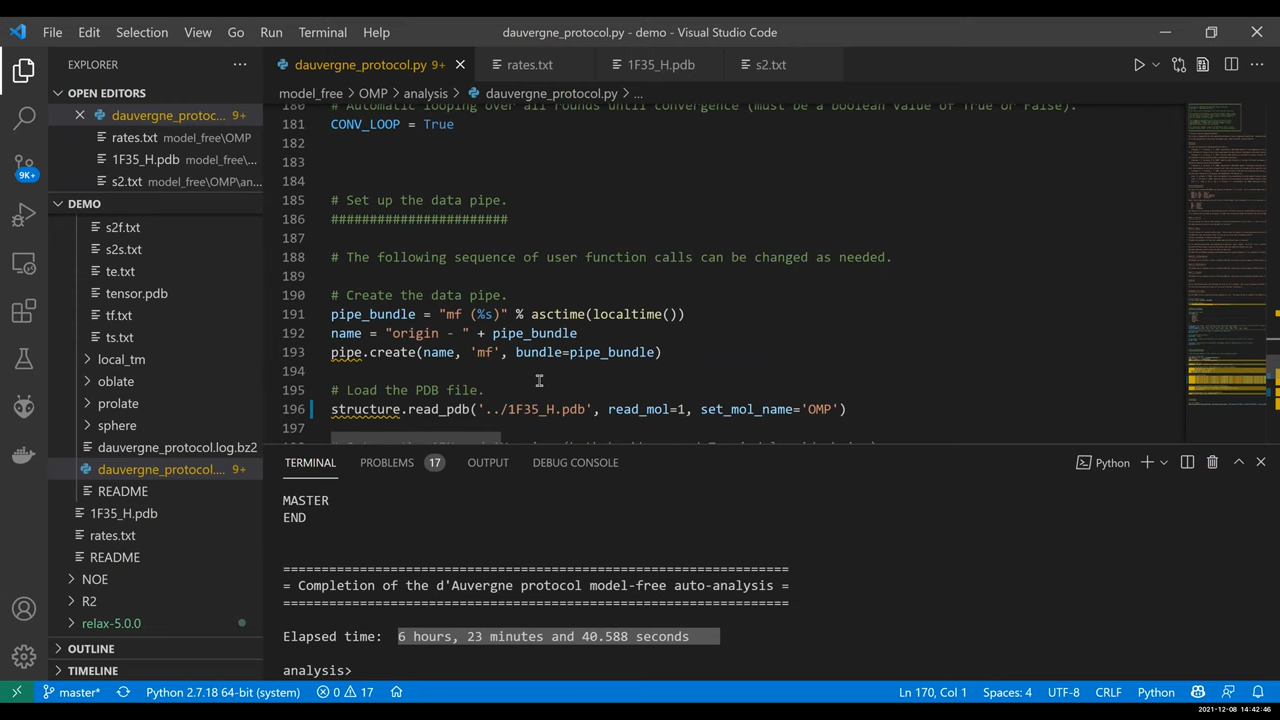 File Edit Selection View Go Run Terminal Help
dauvergne_protocol.py - demo - Visual Studio Code
EXPLORER
dauvergne_protocol.py 9+
rates.txt
1F35_H.pdb
s2.txt
OPEN EDITORS
dauvergne_protoc... 9+
rates.txt model_free\OMP
1F35_H.pdb model_free\...
s2.txt model_free\OMP\an...
9K+
DEMO
s2f.txt
s2s.txt
te.txt
tensor.pdb
tf.txt
ts.txt
local_tm
oblate
prolate
sphere
dauvergne_protocol.log.bz2
dauvergne_protocol.... 9+
README
1F35_H.pdb
rates.txt
README
NOE
R2
relax-5.0.0
OUTLINE
TIMELINE
model_free > OMP > analysis > dauvergne_protocol.py > ...
180 # Automatic looping over all rounds until convergence (must be a boolean value of True or False).
181 CONV_LOOP = True
182
183
184
185 # Set up the data pipe.
186 #######################
187
188 # The following sequence of user function calls can be changed as needed.
189
190 # Create the data pipe.
191 pipe_bundle = "mf (%s)" % asctime(localtime())
192 name = "origin - " + pipe_bundle
193 pipe.create(name, 'mf', bundle=pipe_bundle)
194
195 # Load the PDB file.
196 structure.read_pdb('../1F35_H.pdb', read_mol=1, set_mol_name='OMP')
197
TERMINAL PROBLEMS 17 OUTPUT DEBUG CONSOLE
Python
MASTER
END
=================================================================
= Completion of the d'Auvergne protocol model-free auto-analysis =
=================================================================
Elapsed time: 6 hours, 23 minutes and 40.588 seconds
analysis>
master* Python 2.7.18 64-bit (system) 0 17
Ln 170, Col 1 Spaces: 4 UTF-8 CRLF Python
2021-12-08 14:42:46